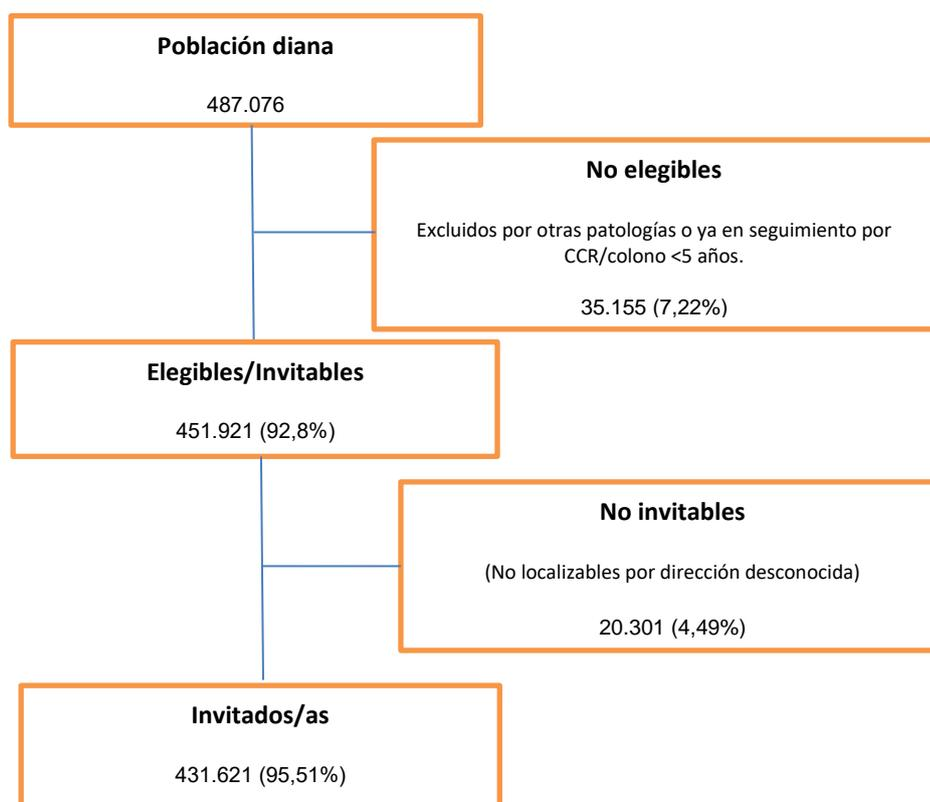 Población diana
487.076
No elegibles
Excluidos por otras patologías o ya en seguimiento por
CCR/colono <5 años.
35.155 (7,22%)
Elegibles/Invitables
451.921 (92,8%)
No invitables
(No localizables por dirección desconocida)
20.301 (4,49%)
Invitados/as
431.621 (95,51%)